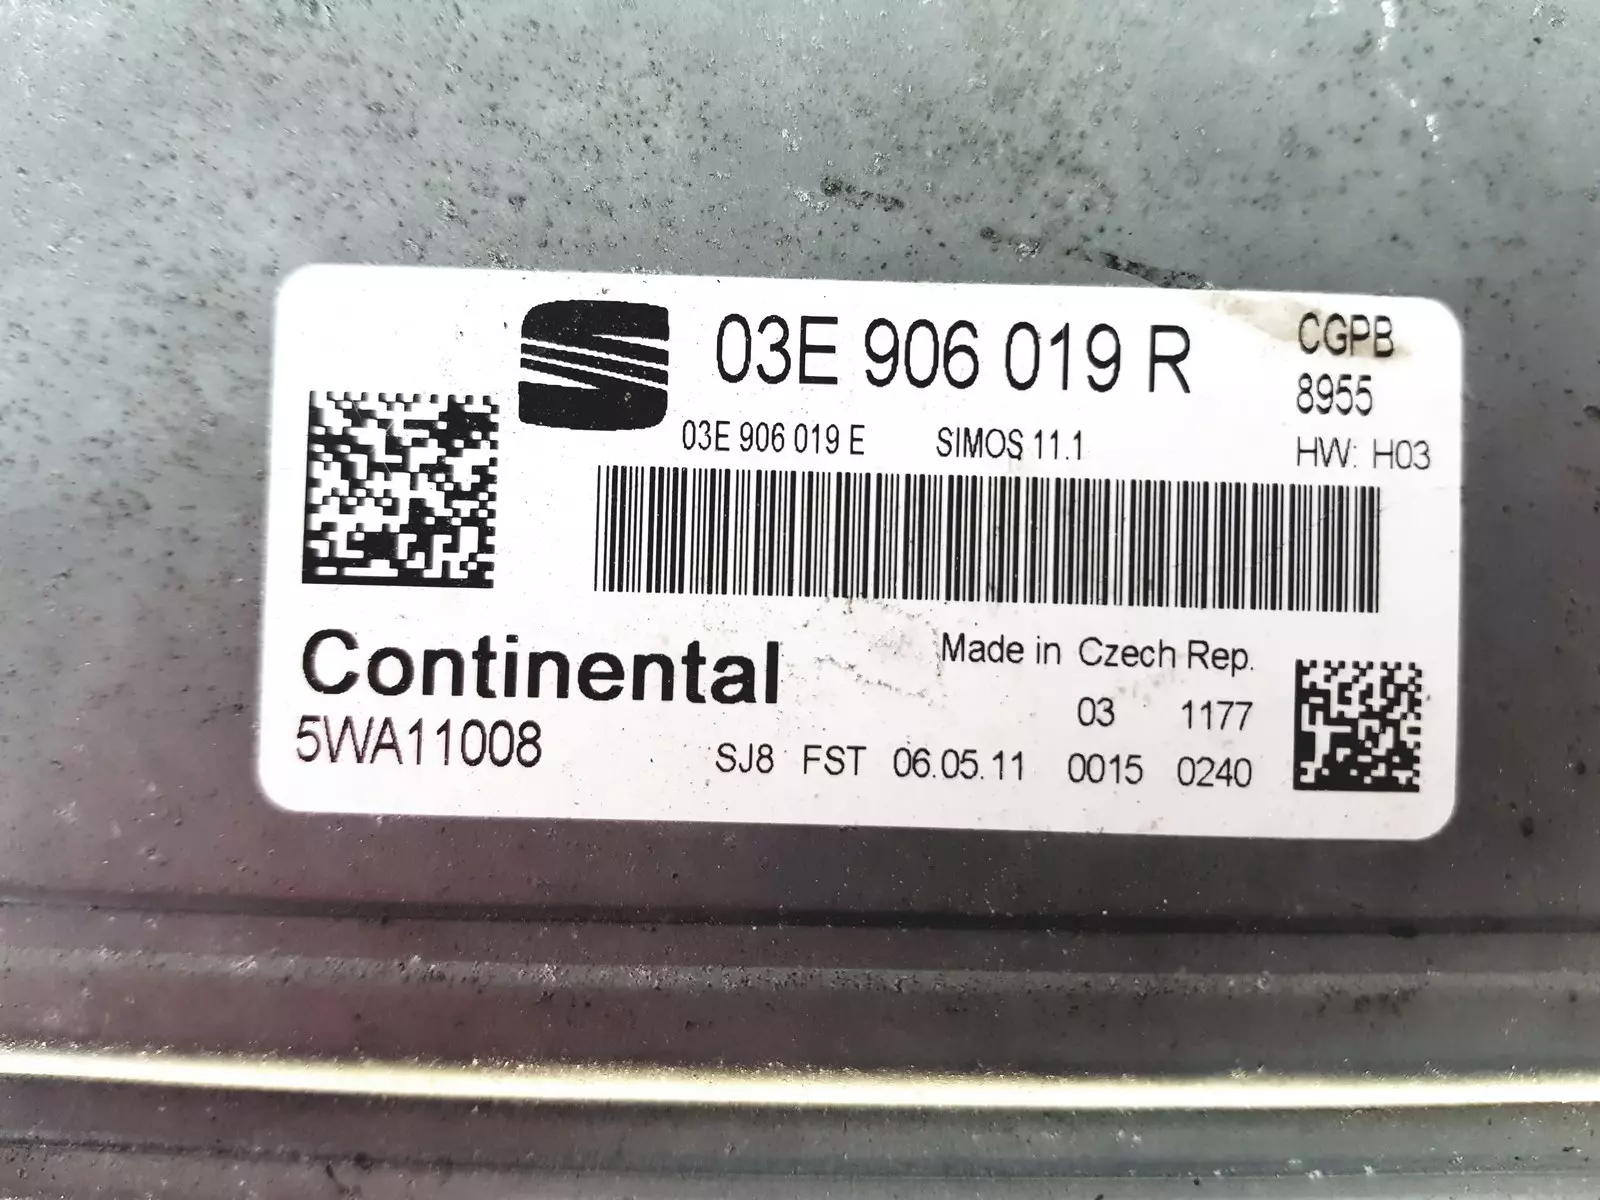 03E 906 019 R
CGPB
8955
03E 906 019 E SIMOS 11.1
HW: H03
Continental
Made in Czech Rep.
5WA11008
03 1177
SJ8 FST 06.05.11 0015 0240